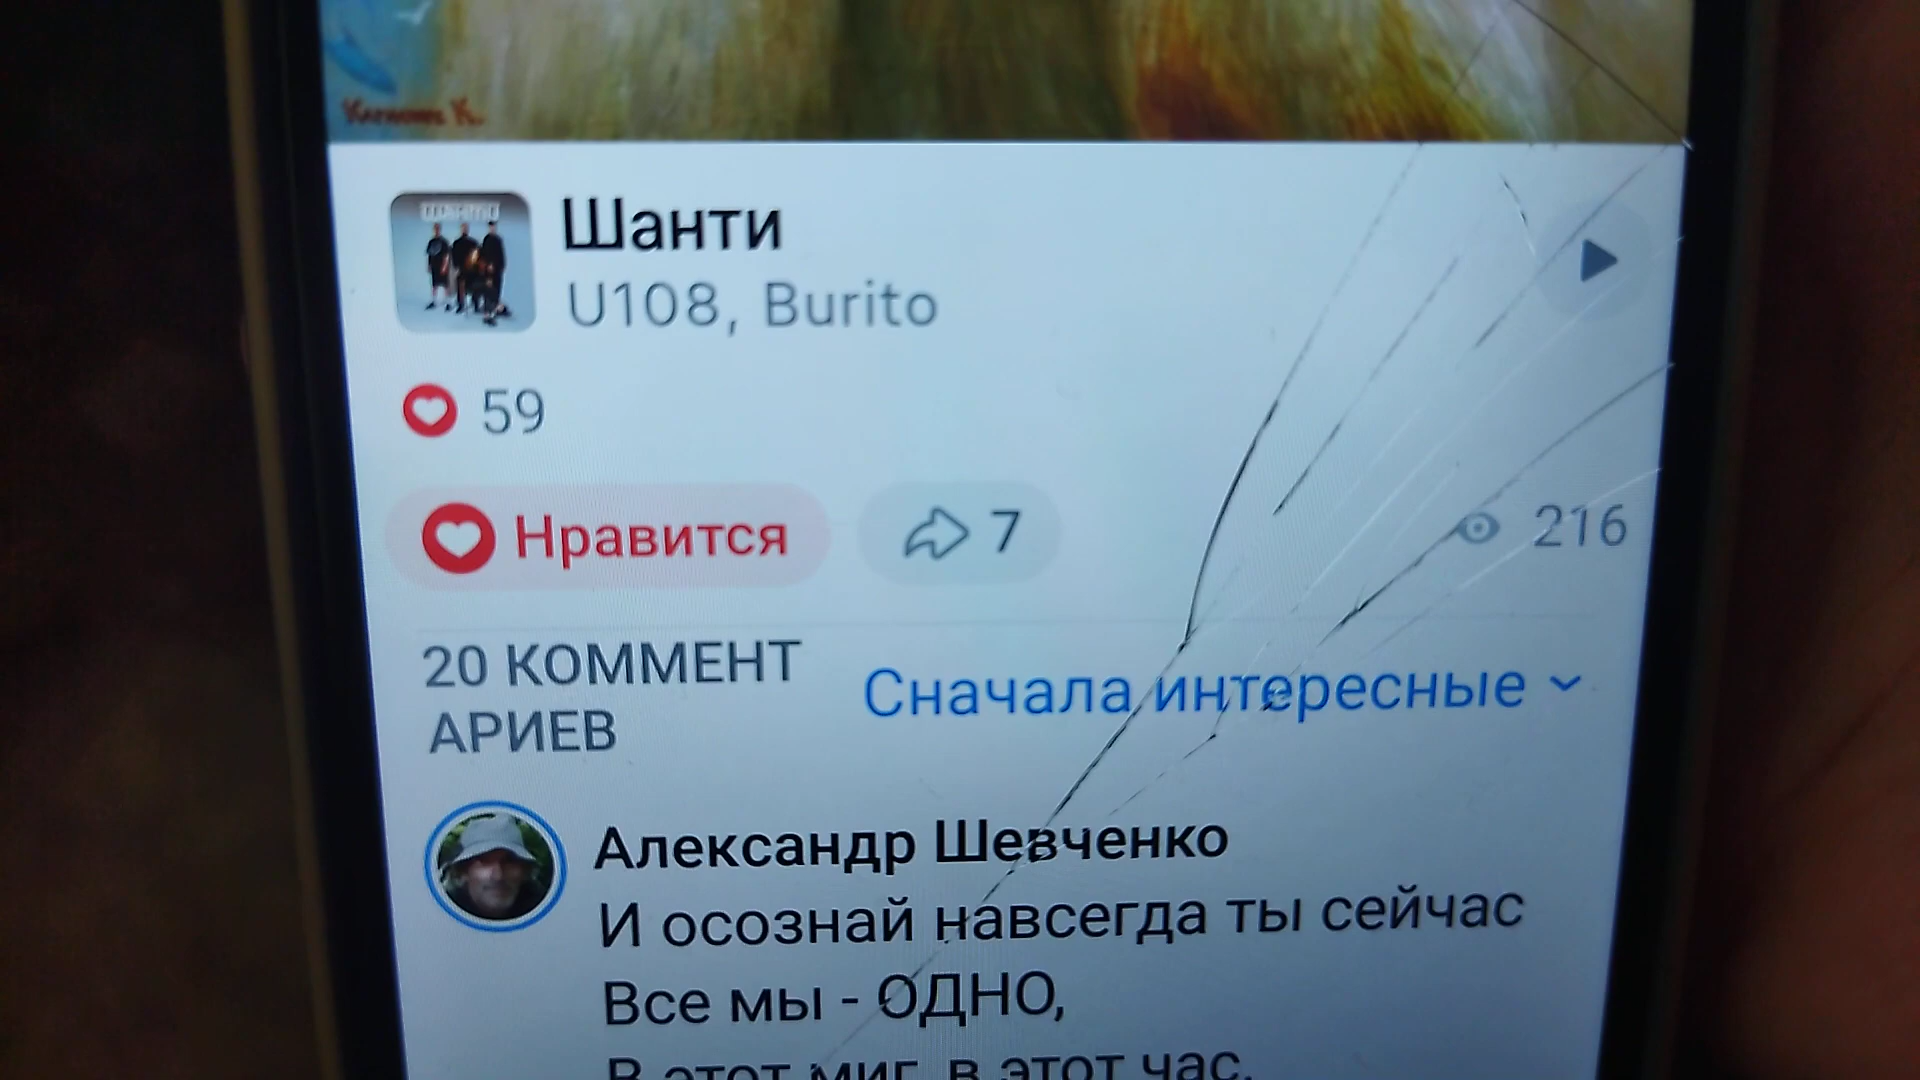 Шанти
U108, Burito
59
Нравится
7
216
20 КОММЕНТ
АРИЕВ
Сначала интересные
Александр Шевченко
И осознай навсегда ты сейчас
Все мы - ОДНО,
В этот миг, в этот час.